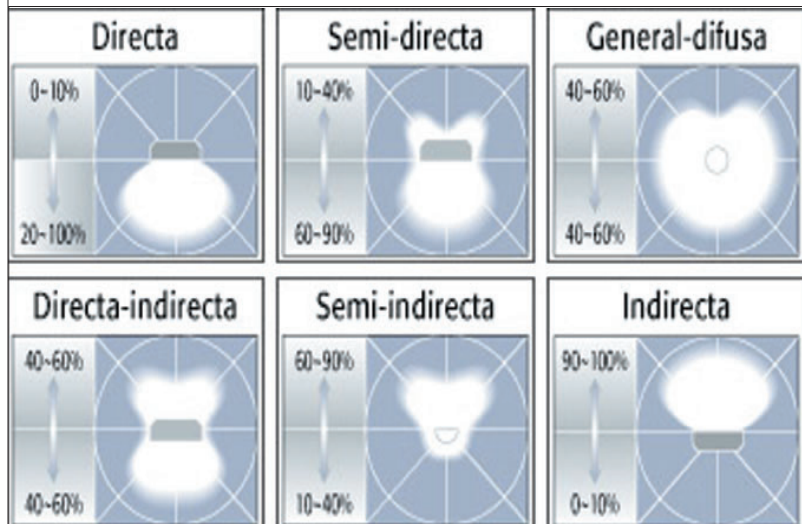 Directa
0~10%
20~100%
Semi-directa
10~40%
60~90%
General-difusa
40~60%
40~60%
Directa-indirecta
40~60%
40~60%
Semi-indirecta
60~90%
10~40%
Indirecta
90~100%
0~10%